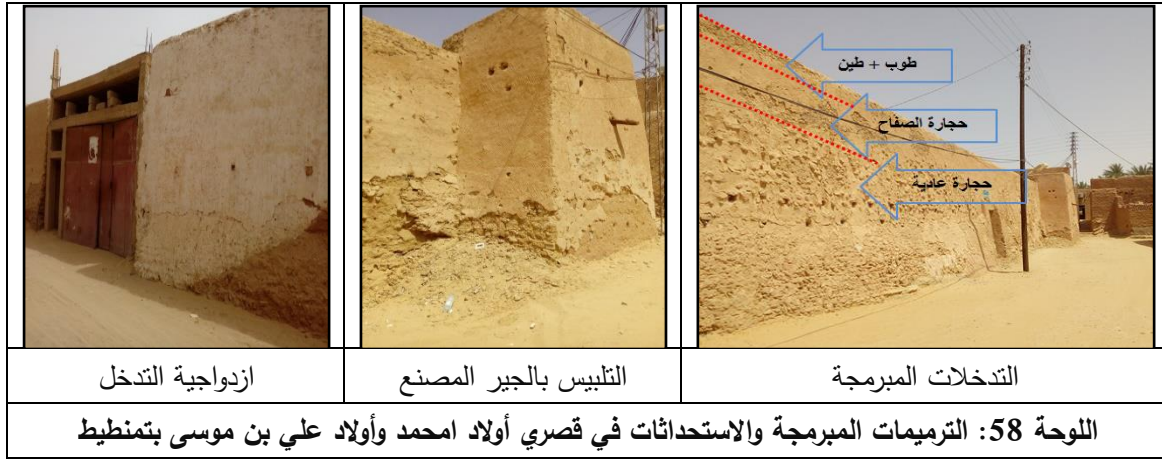 طوب + طين
حجارة الصفاح
حجارة عادية
التدخلات المبرمجة
التلبيس بالجير المصنع
ازدواجية التدخل
اللوحة 58: الترميمات المبرمجة والاستحداثات في قصري أولاد امحمد وأولاد علي بن موسى بتمنطيط